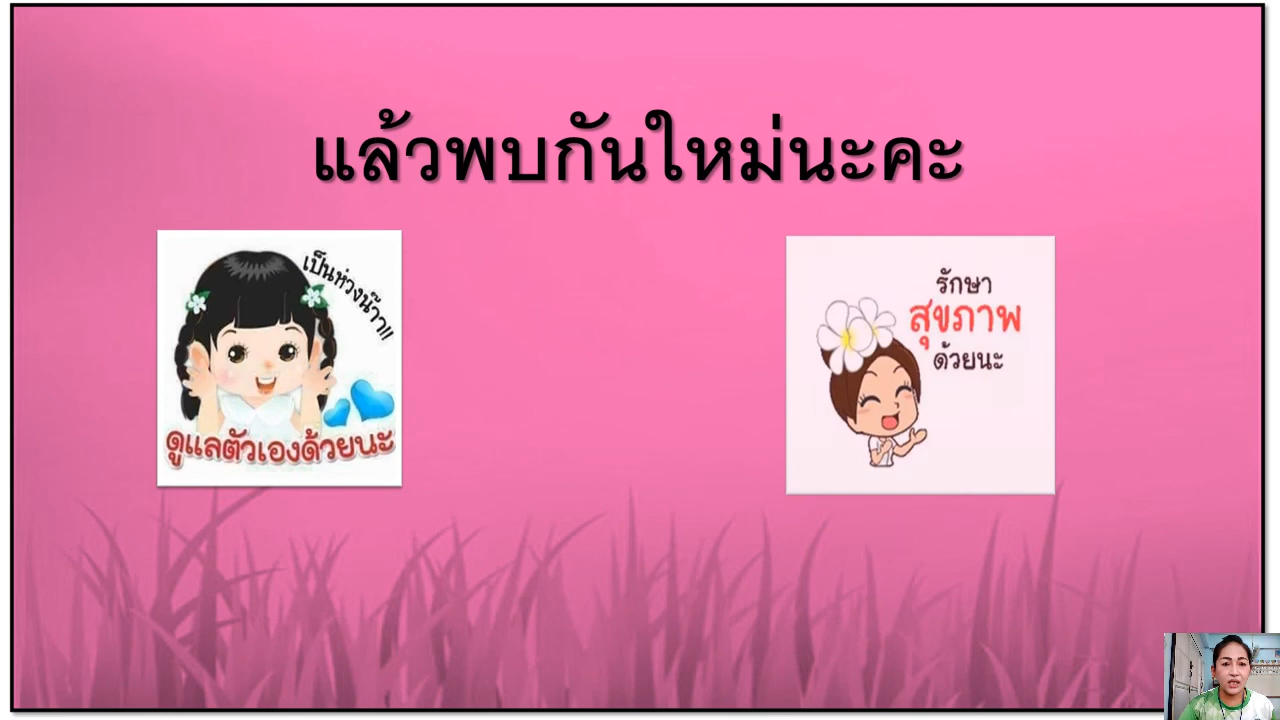 แล้วพบกันใหม่นะคะ
เป็นห่วงน๊าา!!
ดูแลตัวเองด้วยนะ
รักษา
สุขภาพ
ด้วยนะ